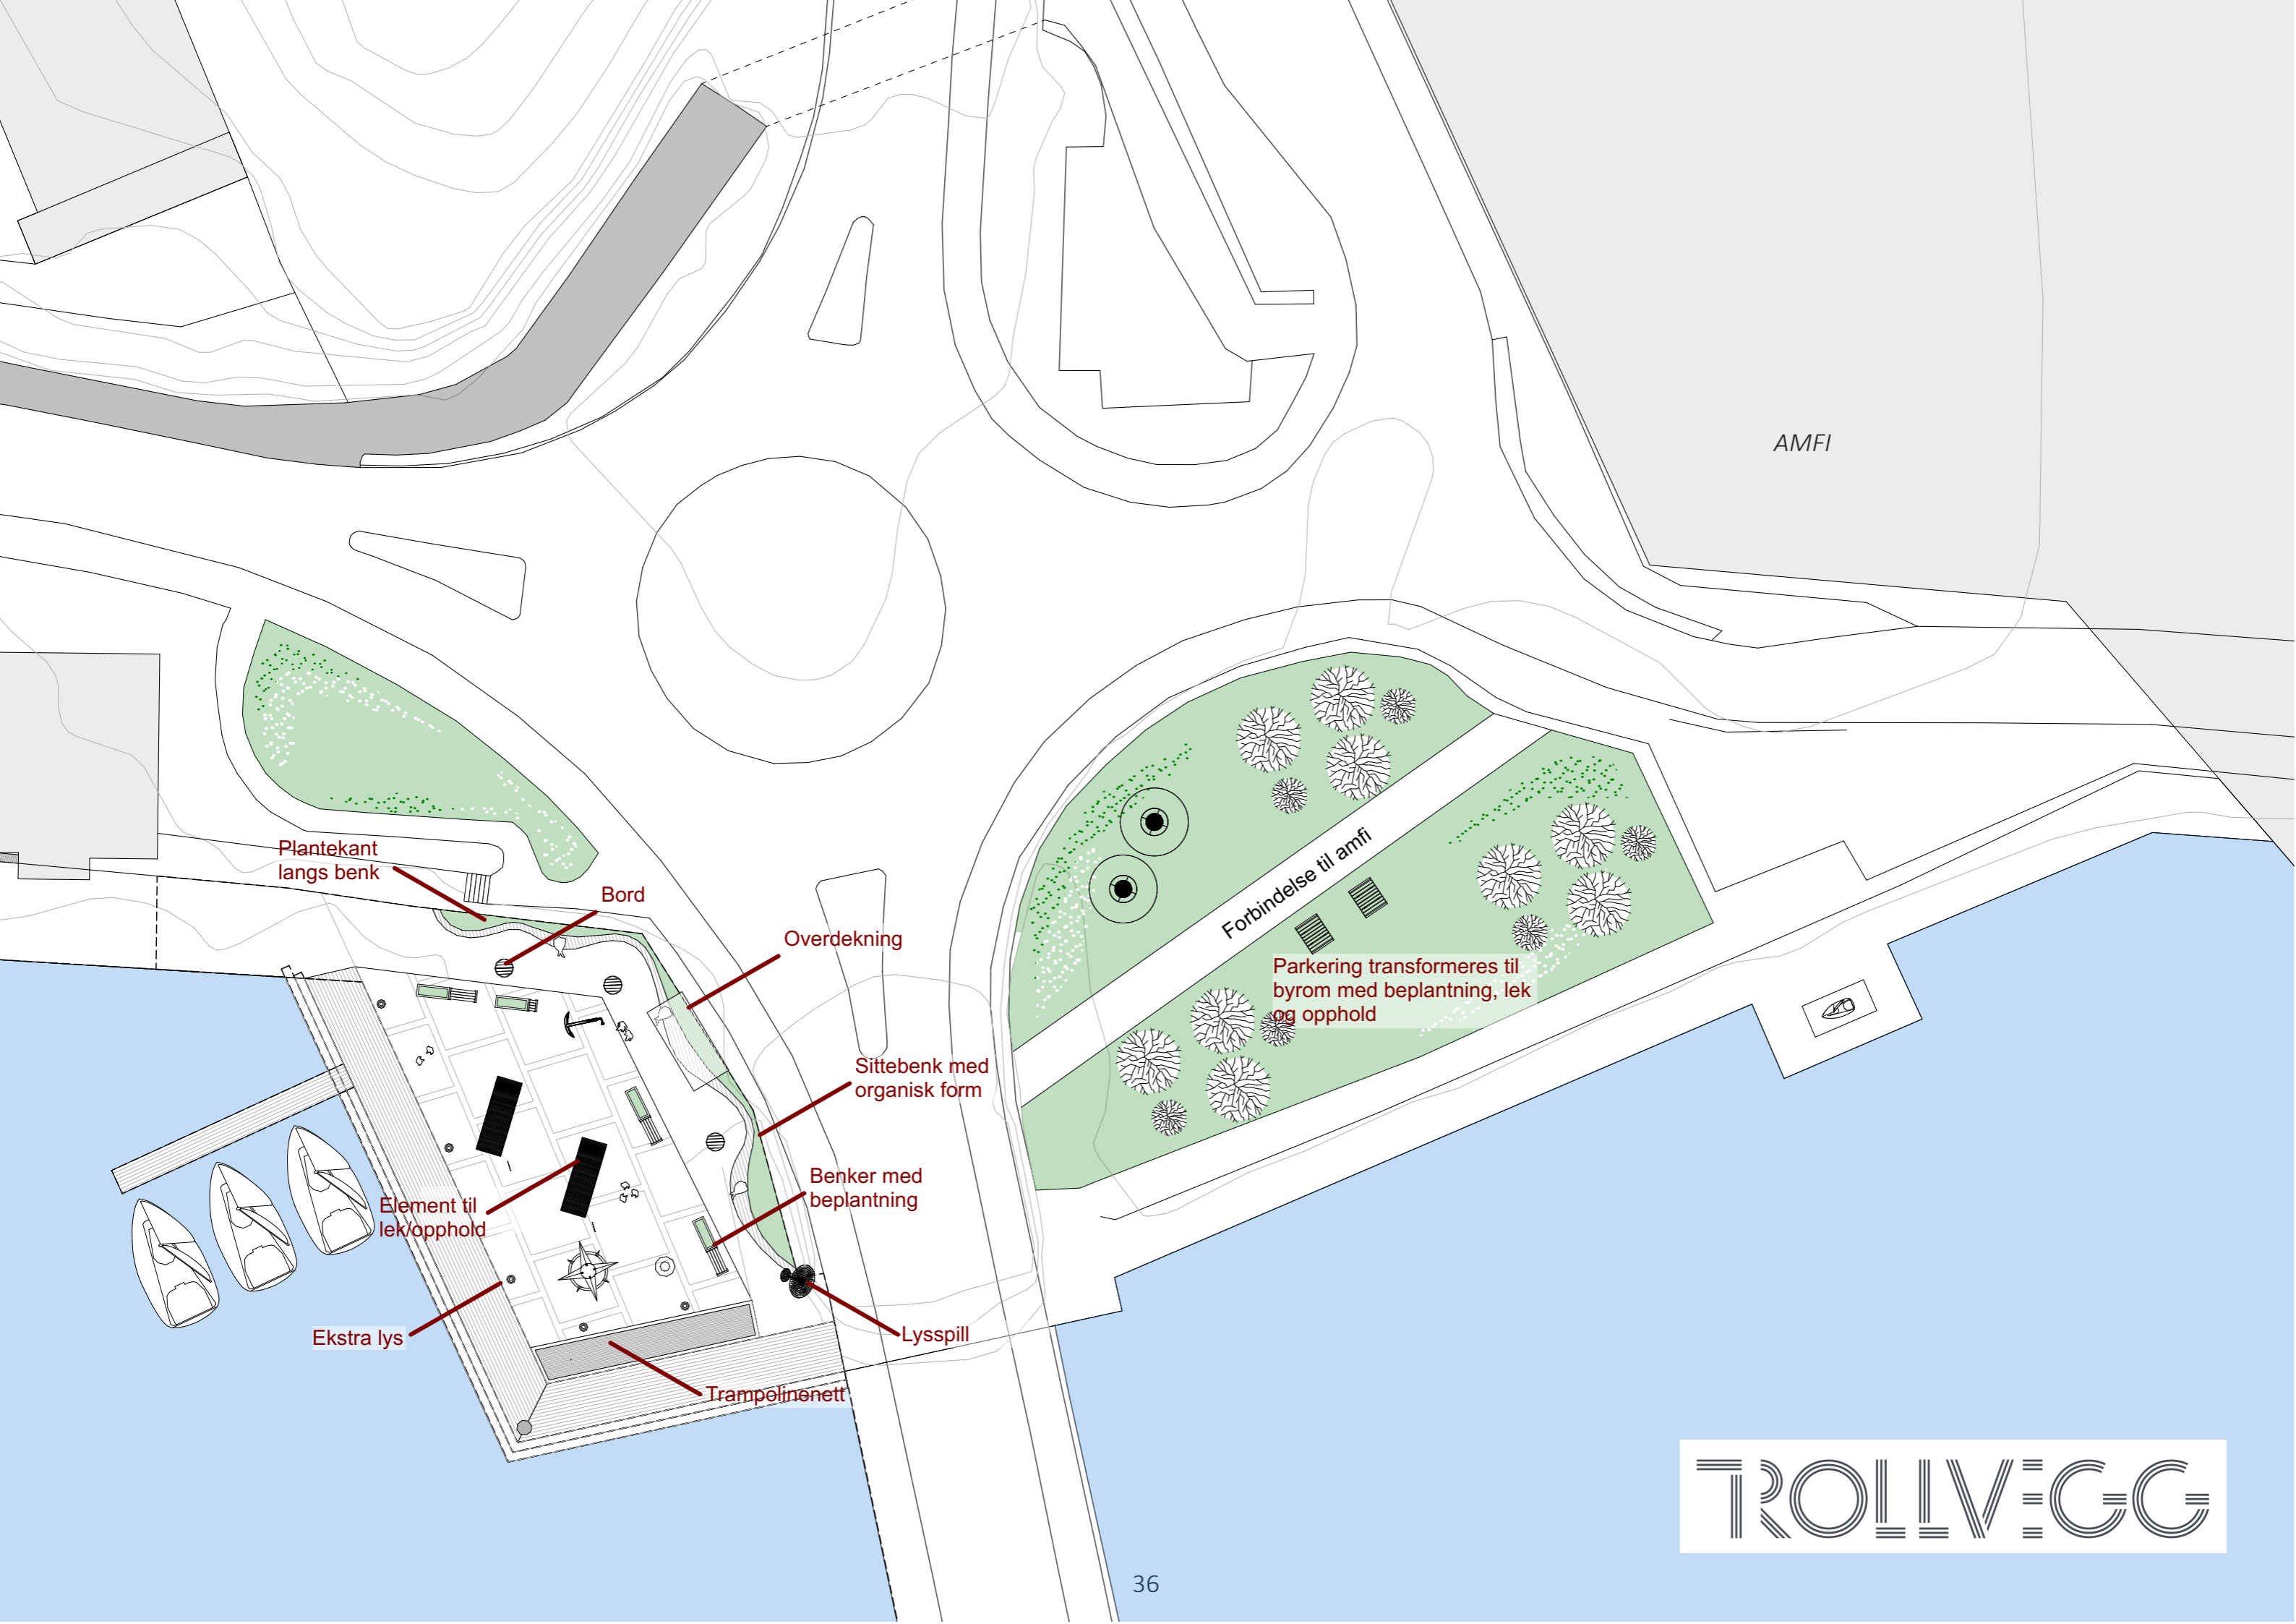 AMFI
Plantekant
langs benk
Bord
Overdekning
Forbindelse til amfi
Parkering transformeres til
byrom med beplantning, lek
og opphold
Sittebenk med
organisk form
Benker med
beplantning
Element til
lek/opphold
Ekstra lys
Lysspill
Trampolinenett
TROLLVEGG
36